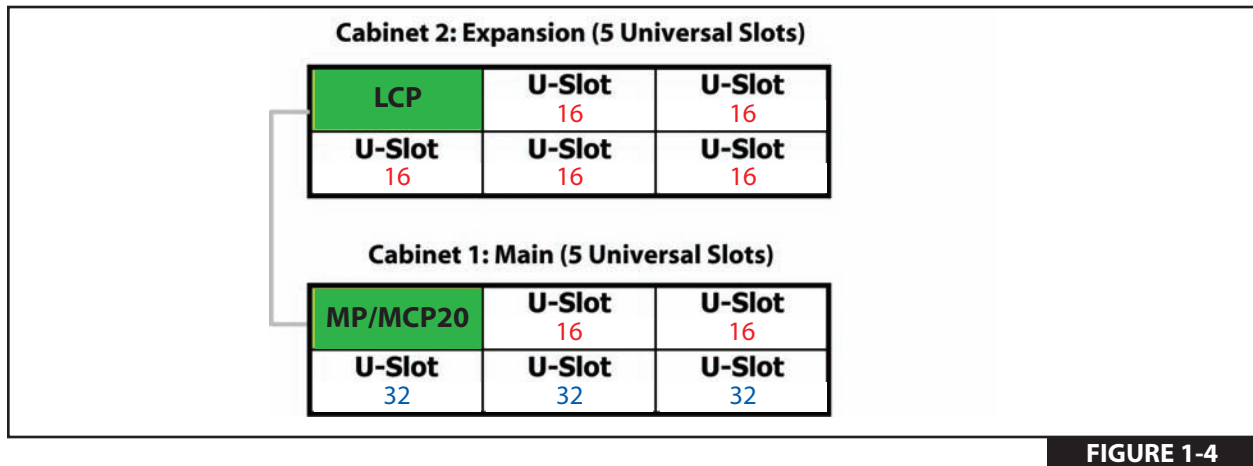 Cabinet 2: Expansion (5 Universal Slots)
LCP U-Slot U-Slot
16 16
U-Slot U-Slot U-Slot
16 16 16
Cabinet 1: Main (5 Universal Slots)
MP/MCP20 U-Slot U-Slot
16 16
U-Slot U-Slot U-Slot
32 32 32
FIGURE 1-4